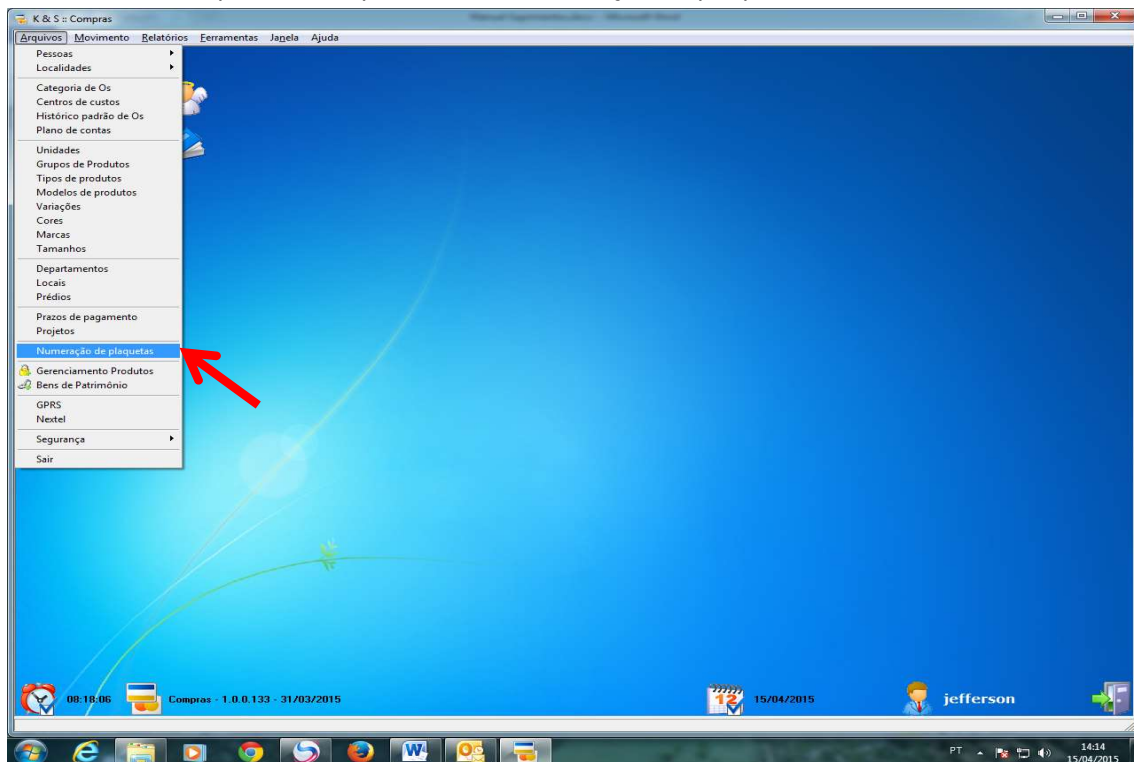 K & S :: Compras
Arquivos Movimento Relatórios Ferramentas Janela Ajuda
Pessoas
Localidades
Categoria de Os
Centros de custos
Histórico padrão de Os
Plano de contas
Unidades
Grupos de Produtos
Tipos de produtos
Modelos de produtos
Variações
Cores
Marcas
Tamanhos
Departamentos
Locais
Prédios
Prazos de pagamento
Projetos
Numeração de plaquetas
Gerenciamento Produtos
Bens de Patrimônio
GPRS
Nextel
Segurança
Sair
08:18:06 Compras - 1.0.0.133 - 31/03/2015 12 15/04/2015 jefferson
PT 14:14
15/04/2015